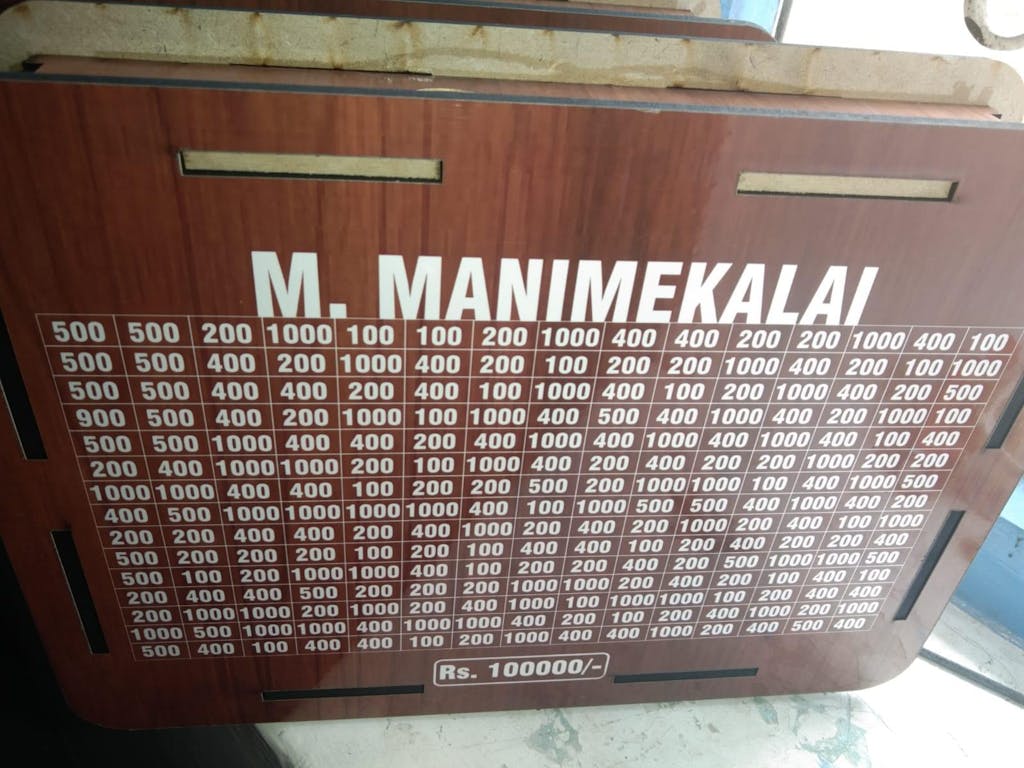 M. MANIMEKALAI
500 500 200 1000 100 100 200 1000 400 400 200 200 1000 400 100
500 500 400 200 1000 400 200 100 200 200 1000 400 200 100 1000
500 500 400 400 200 400 100 1000 400 100 200 1000 400 200 500
900 500 400 200 1000 100 1000 400 500 400 1000 400 200 1000 100
500 500 1000 400 400 200 400 1000 400 1000 400 1000 400 100 400
200 400 1000 1000 200 100 1000 400 200 400 200 200 1000 200 200
1000 1000 400 400 100 200 200 500 200 1000 1000 100 400 1000 500
400 500 1000 1000 1000 1000 400 100 1000 500 500 400 1000 400 200
200 200 400 400 200 400 1000 200 400 200 1000 200 400 100 1000
500 200 200 200 100 200 100 400 400 100 200 400 200 200 400
500 100 200 1000 1000 400 100 200 200 400 200 500 1000 1000 500
200 400 400 500 200 200 200 1000 1000 200 400 200 100 400 100
200 1000 1000 200 1000 200 400 1000 100 1000 1000 100 200 400 400
1000 500 1000 1000 400 1000 1000 400 200 100 200 400 1000 200 1000
500 400 100 400 400 100 200 1000 400 400 1000 200 400 500 400
Rs. 100000/-